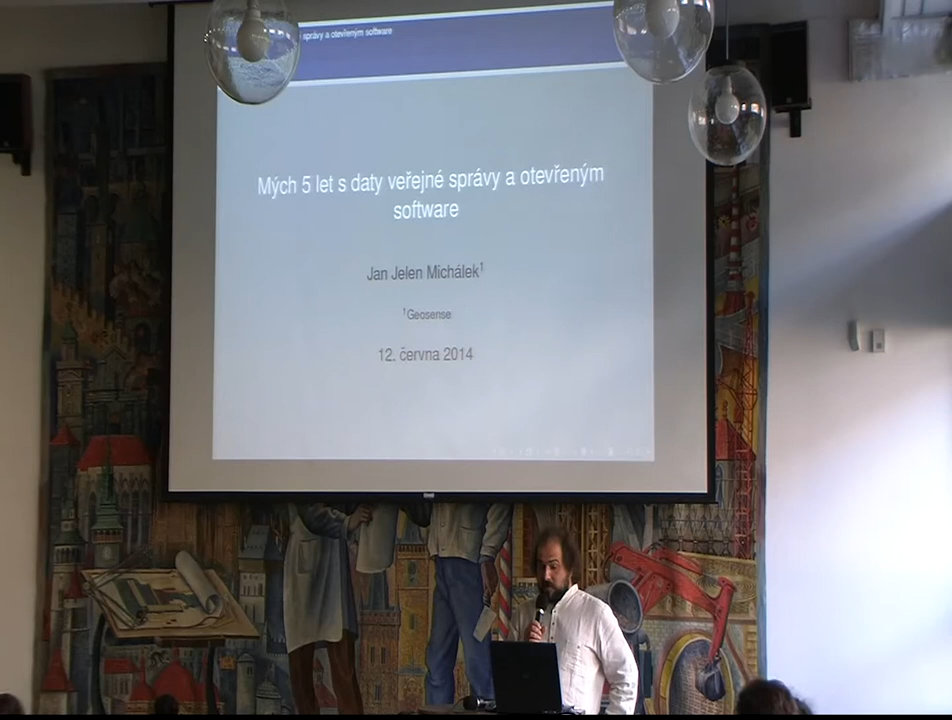 správy a otevřeným software
Mých 5 let s daty veřejné správy a otevřeným
software
Jan Jelen Michálek¹
¹Geosense
12. června 2014